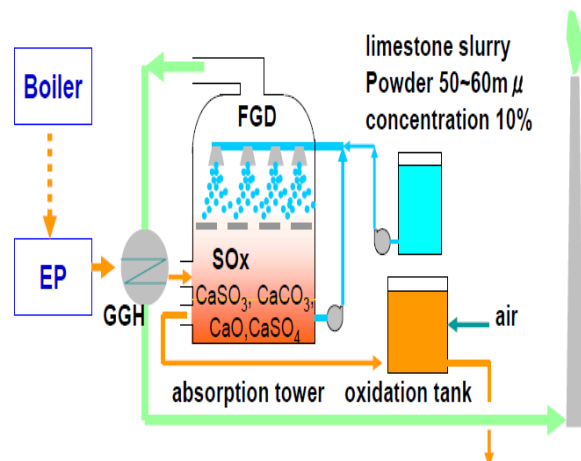 limestone slurry
Powder 50~60m μ
concentration 10%
Boiler
FGD
EP
SOx
GGH
CaSO3, CaCO3,
CaO,CaSO4
air
absorption tower
oxidation tank